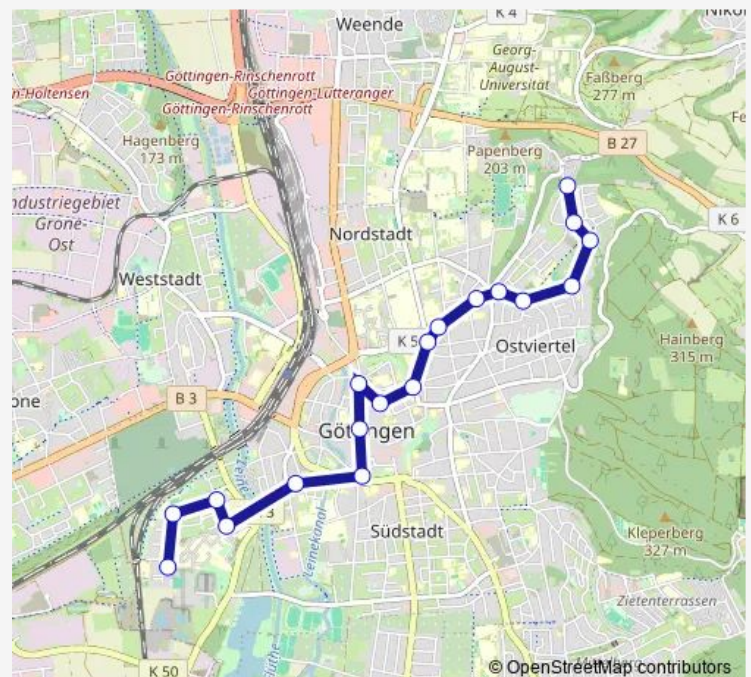 K 4
Weende
Georg-
August-
Universität
Faßberg
277 m
Göttingen-Rinschenrott
Göttingen-Lutteranger
Göttingen-Rinschenrott
n-Holtensen
Hagenberg
173 m
B 27
Papenberg
203 m
ndustriegebiet
Grone-
Ost
Nordstadt
K 6
Weststadt
K 5
Ostviertel
Hainberg
315 m
B 3
one
Göttingen
Leine
3
Leinekanal
Südstadt
Kleperberg
327 m
Zietenterrassen
K 50
© OpenStreetMap contributors